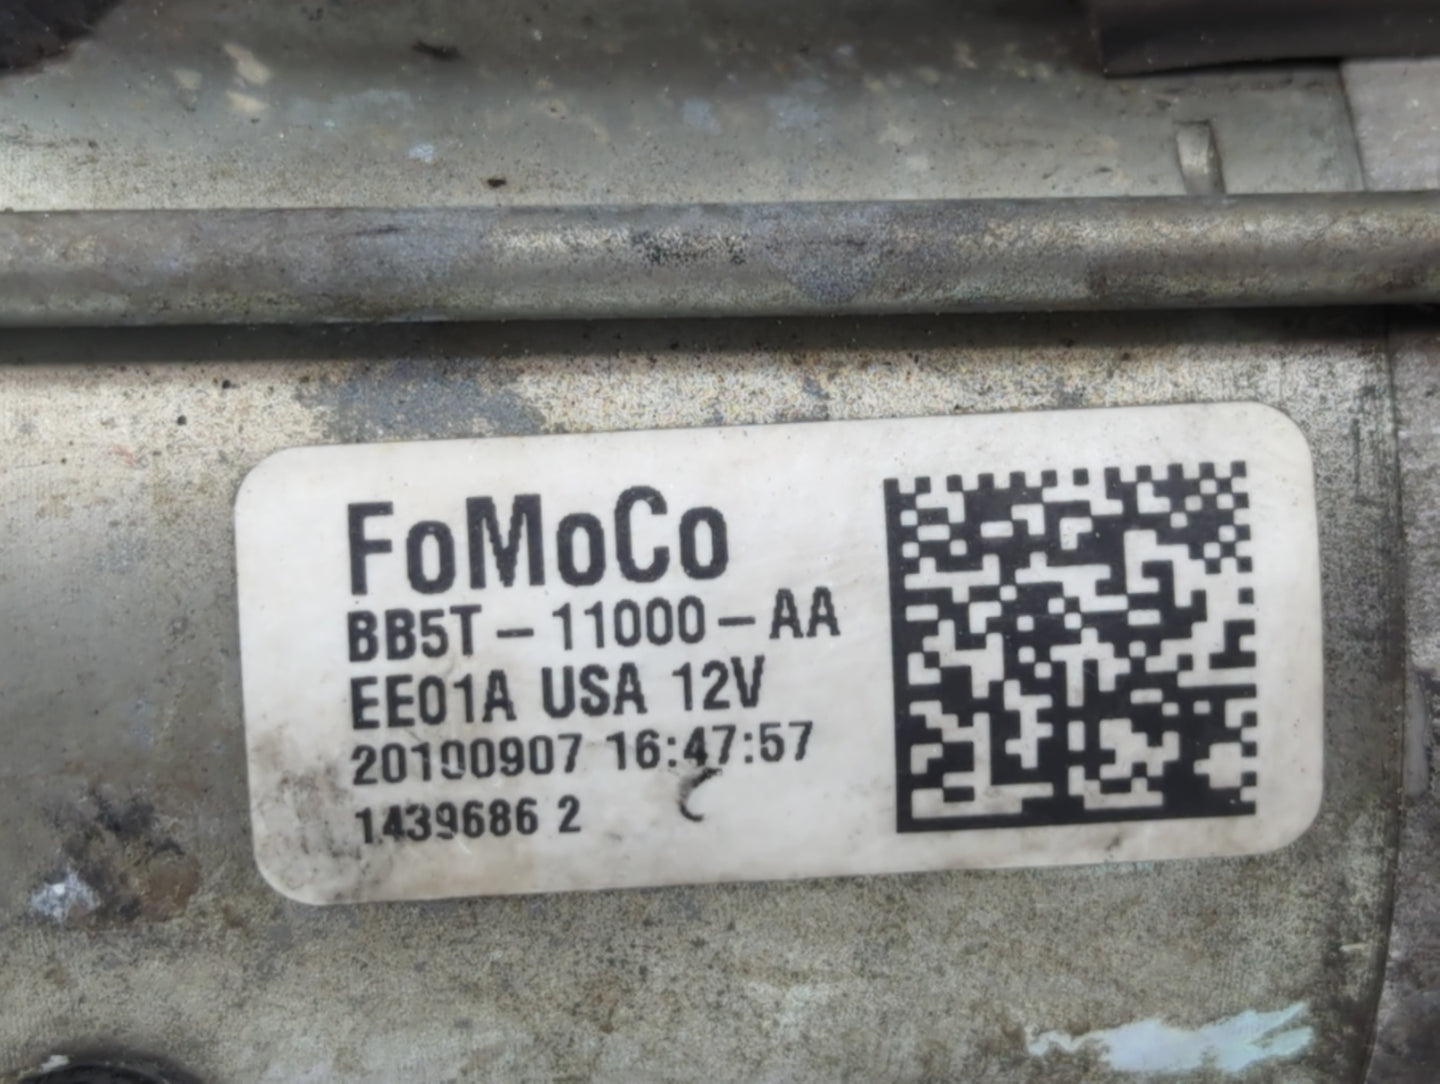 FoMoCo
BB5T-11000-AA
EE01A USA 12V
20100907 16:47:57
1439686 2